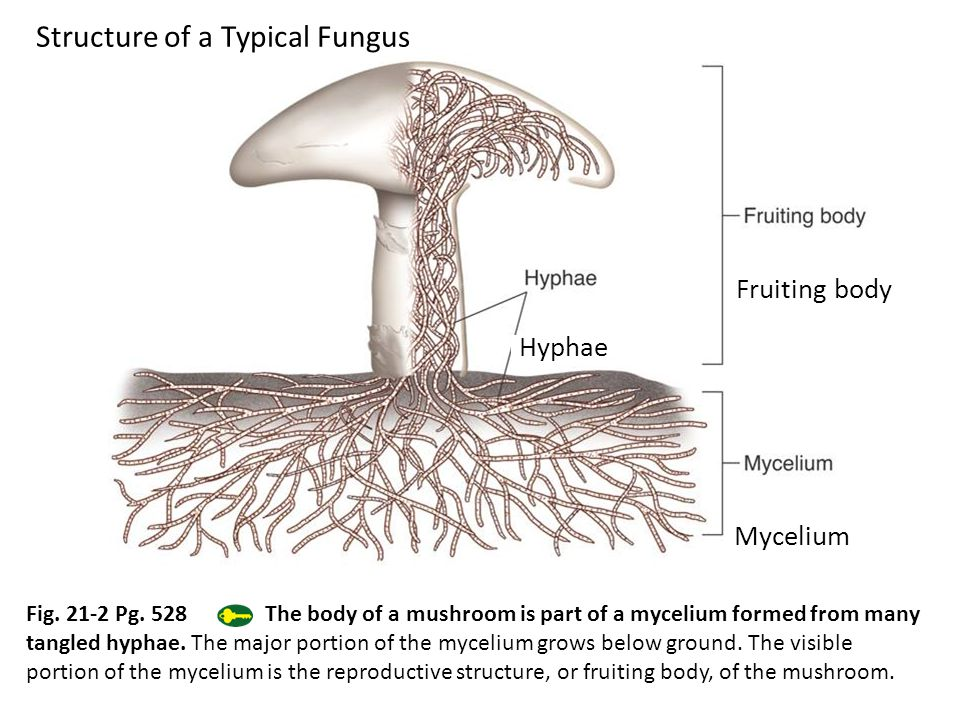 Structure of a Typical Fungus
Fruiting body
Hyphae
Fruiting body
Hyphae
Mycelium
Mycelium
Fig. 21-2 Pg. 528 The body of a mushroom is part of a mycelium formed from many
tangled hyphae. The major portion of the mycelium grows below ground. The visible
portion of the mycelium is the reproductive structure, or fruiting body, of the mushroom.